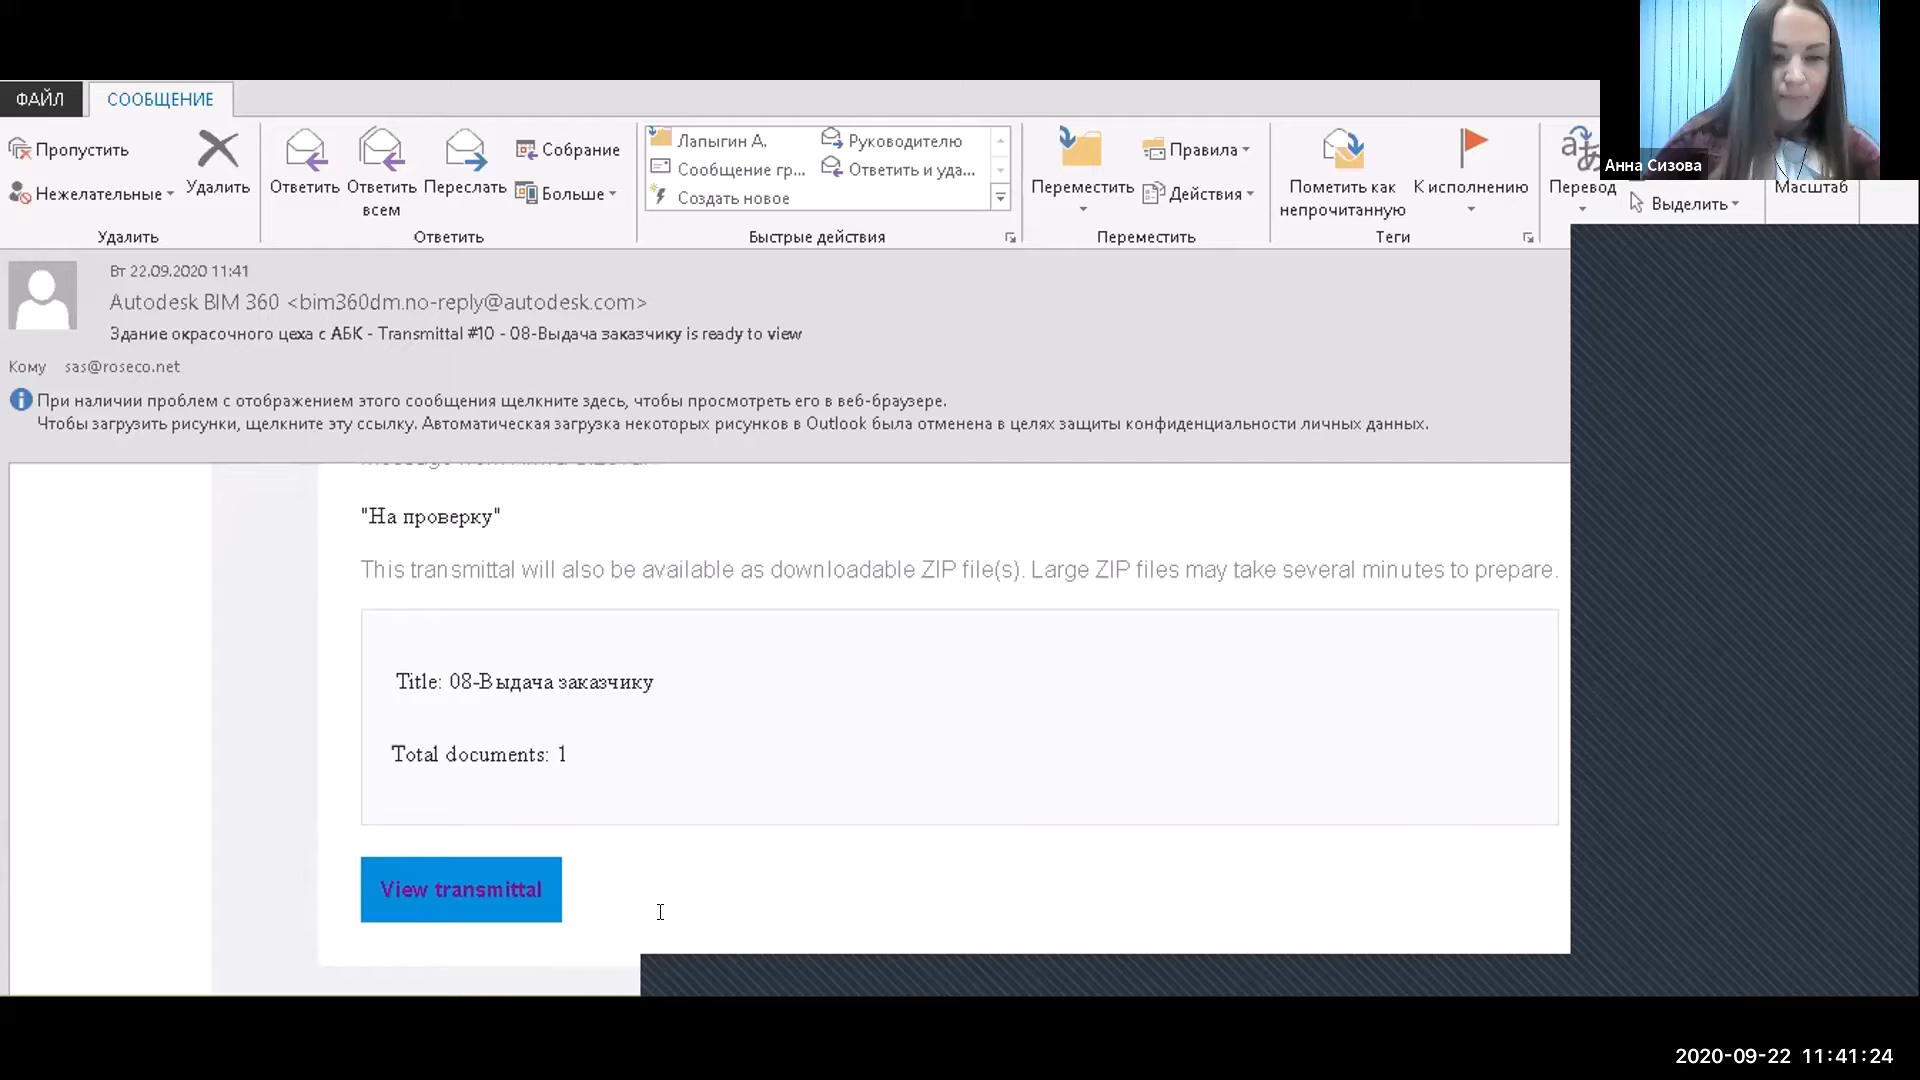 ФАЙЛ СООБЩЕНИЕ
Пропустить
Нежелательные
Удалить
Удалить
Ответить
Ответить всем
Переслать
Собрание
Больше
Ответить
Лапыгин А.
Сообщение гр...
Создать новое
Руководителю
Ответить и уда...
Быстрые действия
Переместить
Правила
Действия
Переместить
Пометить как непрочитанную
К исполнению
Теги
Перевод
Выделить
Масштаб
Анна Сизова
Вт 22.09.2020 11:41
Autodesk BIM 360 <bim360dm.no-reply@autodesk.com>
Здание окрасочного цеха с АБК - Transmittal #10 - 08-Выдача заказчику is ready to view
Кому sas@roseco.net
При наличии проблем с отображением этого сообщения щелкните здесь, чтобы просмотреть его в веб-браузере.
Чтобы загрузить рисунки, щелкните эту ссылку. Автоматическая загрузка некоторых рисунков в Outlook была отменена в целях защиты конфиденциальности личных данных.
"На проверку"
This transmittal will also be available as downloadable ZIP file(s). Large ZIP files may take several minutes to prepare.
Title: 08-Выдача заказчику
Total documents: 1
View transmittal
2020-09-22 11:41:24